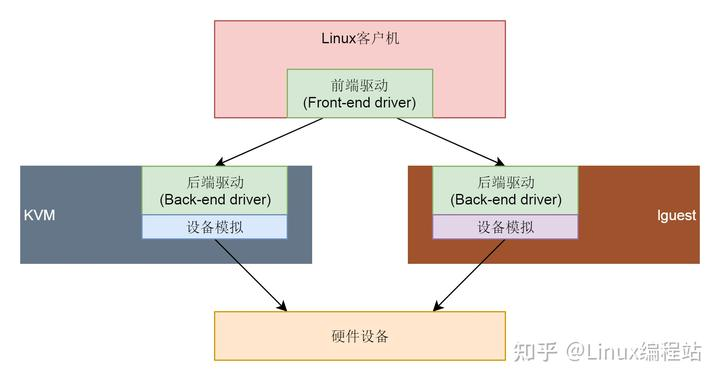 Linux客户机
前端驱动
(Front-end driver)
后端驱动
(Back-end driver)
设备模拟
KVM
后端驱动
(Back-end driver)
设备模拟
lguest
硬件设备
知乎 @Linux编程站